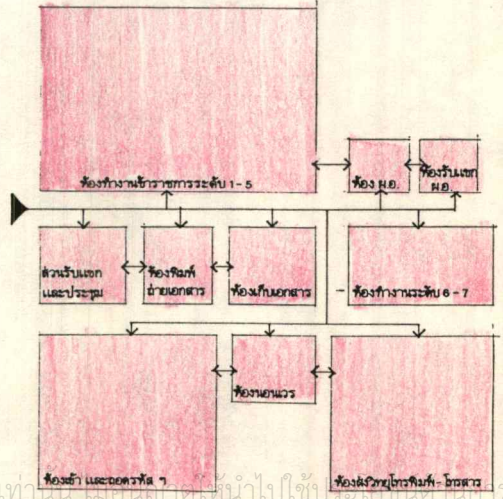 ห้องทำงานข้าราชการระดับ 1-5
ห้อง ผ.อ.
ห้องรับแขก
ผ.อ.
ส่วนรับแขก
และประชุม
ห้องพิมพ์
ถ่ายเอกสาร
ห้องเก็บเอกสาร
ห้องทำงานระดับ 6-7
ห้องนอนเวร
ห้องเข้า และถอดรหัส ฯ
ห้องส่งวิทยุโทรพิมพ์-โทรสาร